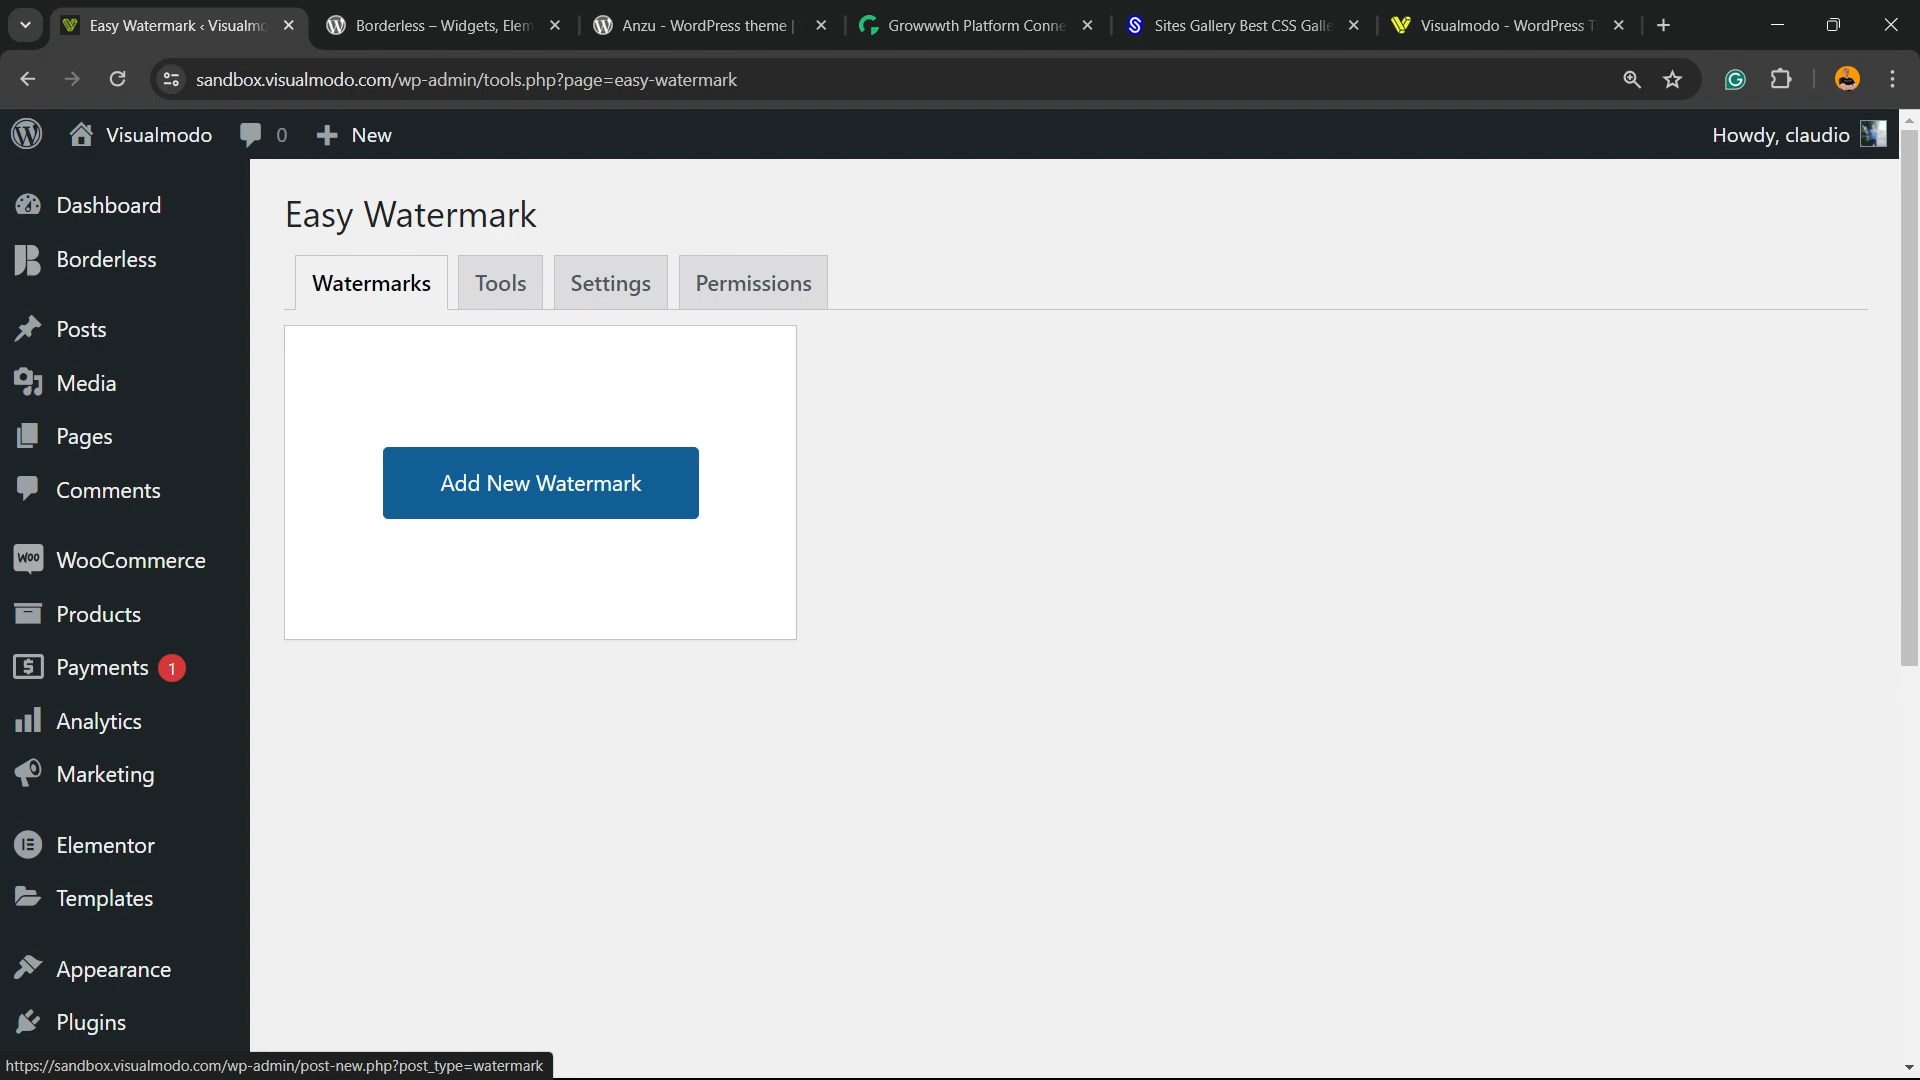 Easy Watermark ‹ Visualmo
Borderless – Widgets, Elem
Anzu - WordPress theme |
Growwwth Platform Conne
Sites Gallery Best CSS Galle
Visualmodo - WordPress T
sandbox.visualmodo.com/wp-admin/tools.php?page=easy-watermark
Visualmodo
0
New
Howdy, claudio
Dashboard
Borderless
Posts
Media
Pages
Comments
WOO WooCommerce
Products
Payments 1
Analytics
Marketing
Elementor
Templates
Appearance
Plugins
Easy Watermark
Watermarks
Tools
Settings
Permissions
Add New Watermark
https://sandbox.visualmodo.com/wp-admin/post-new.php?post_type=watermark